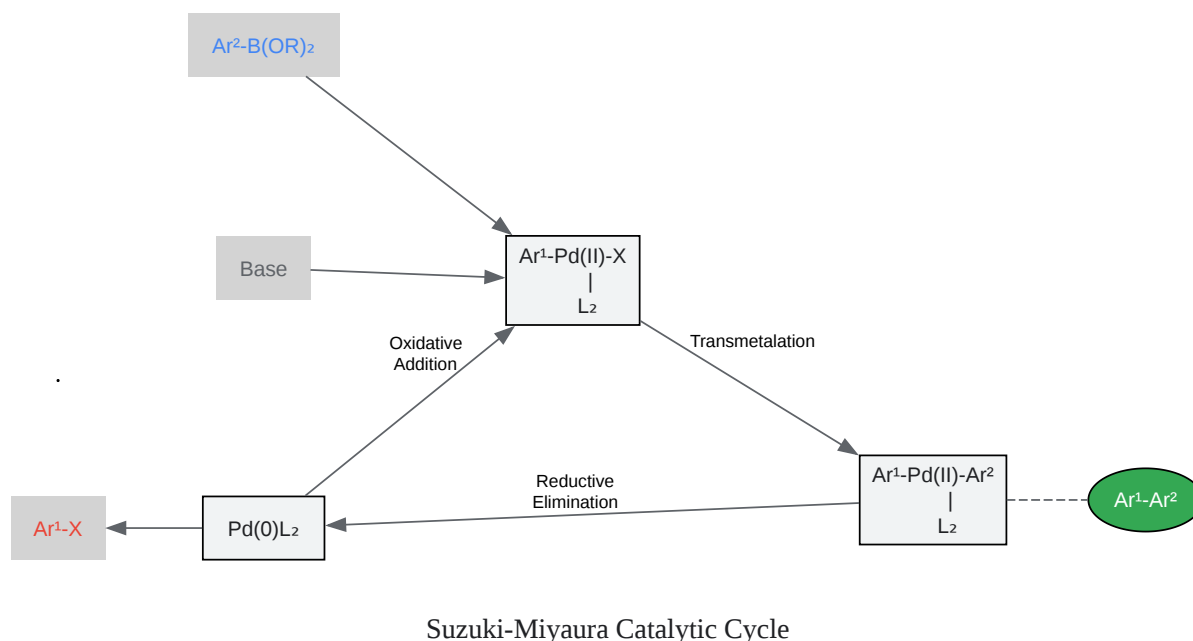 Ar²-B(OR)₂
Base
Ar¹-Pd(II)-X
|
L₂
Oxidative
Addition
Transmetalation
.
Reductive
Elimination
Ar¹-Pd(II)-Ar²
|
L₂
Ar¹-Ar²
Ar¹-X
Pd(0)L₂
Suzuki-Miyaura Catalytic Cycle